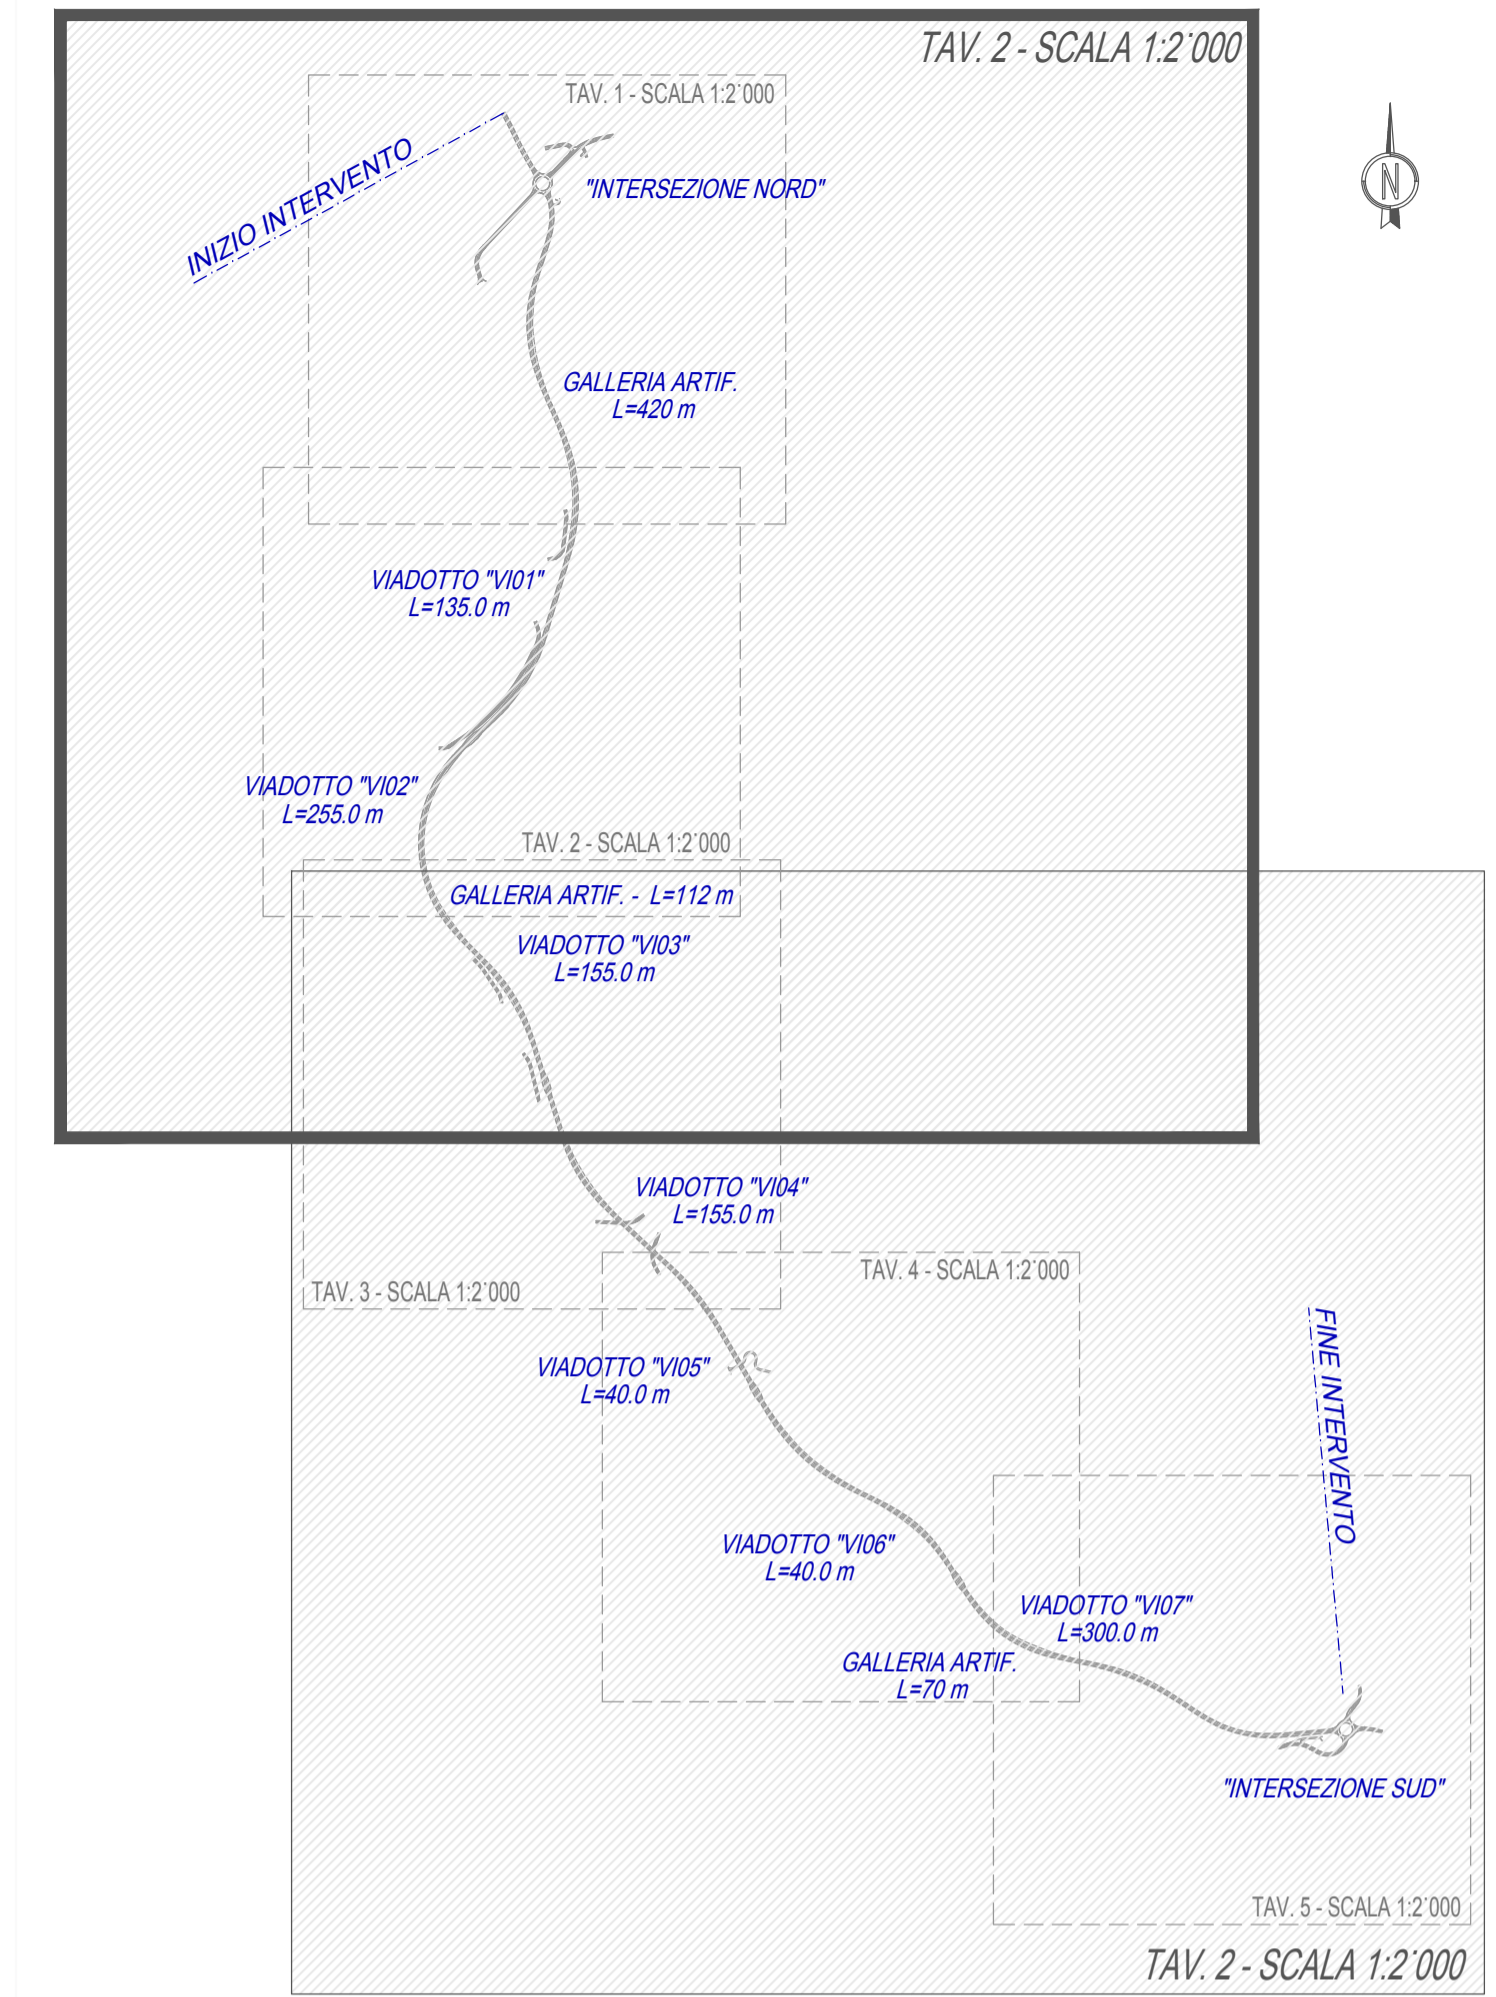 TAV. 2 - SCALA 1:2˙000
TAV. 1 - SCALA 1:2˙000
INIZIO INTERVENTO
"INTERSEZIONE NORD"
N
GALLERIA ARTIF.
L=420 m
VIADOTTO "VI01"
L=135.0 m
VIADOTTO "VI02"
L=255.0 m
TAV. 2 - SCALA 1:2˙000
GALLERIA ARTIF. - L=112 m
VIADOTTO "VI03"
L=155.0 m
VIADOTTO "VI04"
L=155.0 m
TAV. 4 - SCALA 1:2˙000
TAV. 3 - SCALA 1:2˙000
VIADOTTO "VI05"
L=40.0 m
FINE INTERVENTO
VIADOTTO "VI06"
L=40.0 m
VIADOTTO "VI07"
L=300.0 m
GALLERIA ARTIF.
L=70 m
"INTERSEZIONE SUD"
TAV. 5 - SCALA 1:2˙000
TAV. 2 - SCALA 1:2˙000